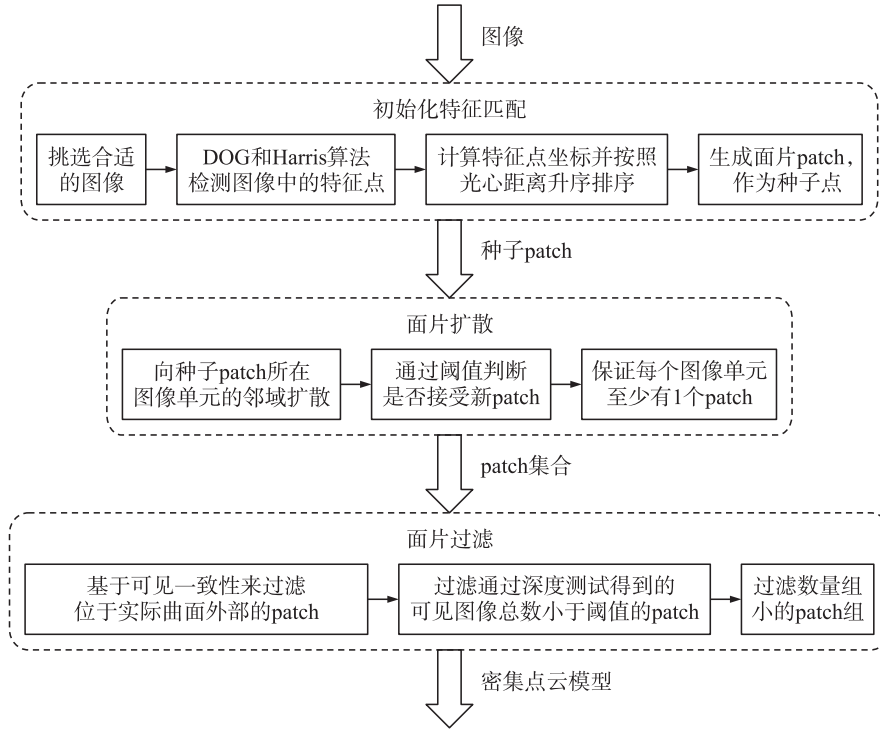 图像
初始化特征匹配
挑选合适
的图像
DOG和Harris算法
检测图像中的特征点
计算特征点坐标并按照
光心距离升序排序
生成面片patch，
作为种子点
种子patch
面片扩散
向种子patch所在
图像单元的邻域扩散
通过阈值判断
是否接受新patch
保证每个图像单元
至少有1个patch
patch集合
面片过滤
基于可见一致性来过滤
位于实际曲面外部的patch
过滤通过深度测试得到的
可见图像总数小于阈值的patch
过滤数量组
小的patch组
密集点云模型